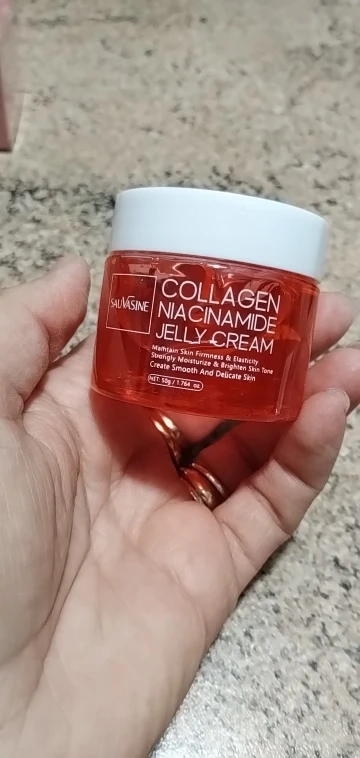 SAUVASINE
COLLAGEN
NIACINAMIDE
JELLY CREAM
Maintain Skin Firmness & Elasticity
Strongly Moisturize & Brighten Skin Tone
Create Smooth And Delicate Skin
NET: 50g / 1.764 oz